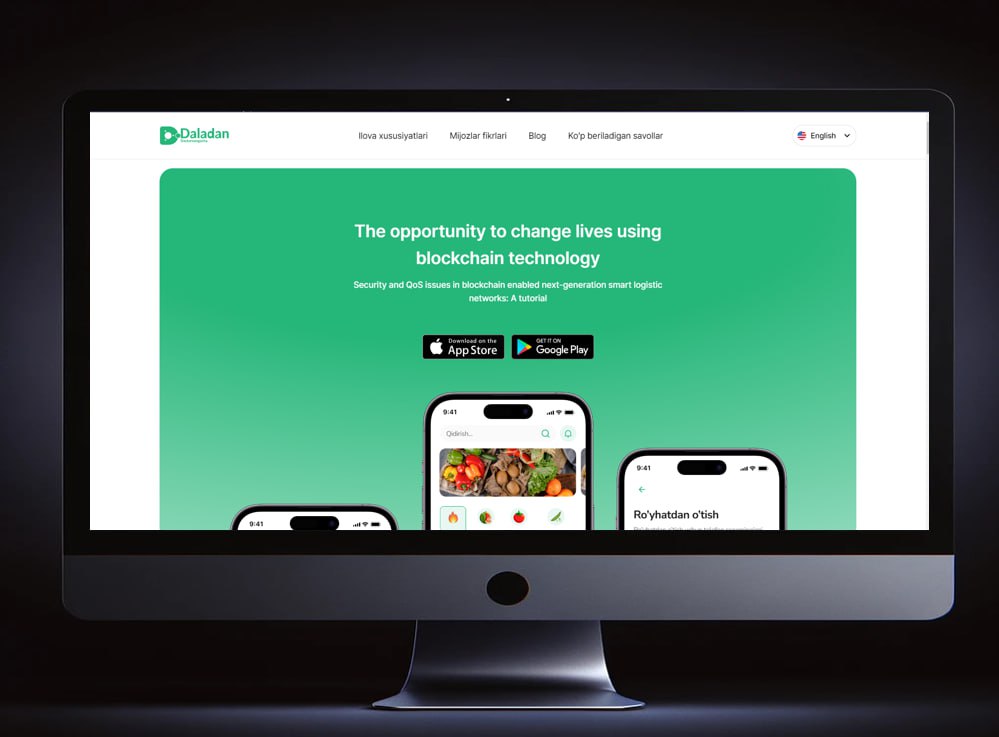 Daladan
Ilova xususiyatlari
Mijozlar fikrlari
Blog
Ko'p beriladigan savollar
English
The opportunity to change lives using
blockchain technology
Security and QoS issues in blockchain enabled next-generation smart logistic
networks: A tutorial
Download on the
App Store
GET IT ON
Google Play
9:41
Qidirish...
9:41
Ro'yhatdan o'tish
9:41